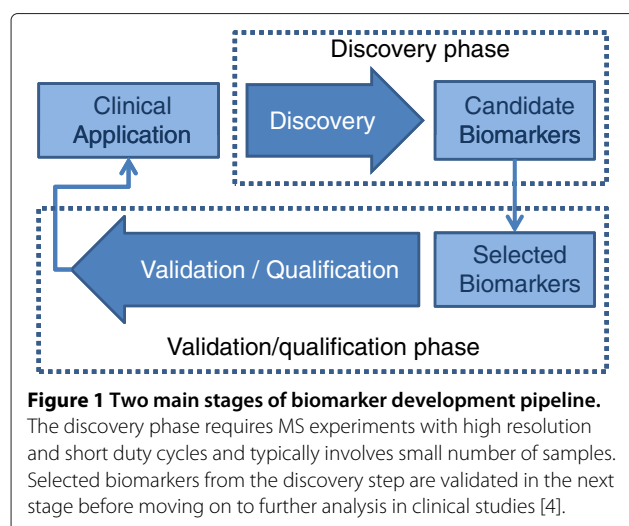 Discovery phase
Clinical
Application
Discovery
Candidate
Biomarkers
Validation / Qualification
Selected
Biomarkers
Validation/qualification phase
Figure 1 Two main stages of biomarker development pipeline.
The discovery phase requires MS experiments with high resolution
and short duty cycles and typically involves small number of samples.
Selected biomarkers from the discovery step are validated in the next
stage before moving on to further analysis in clinical studies [4].